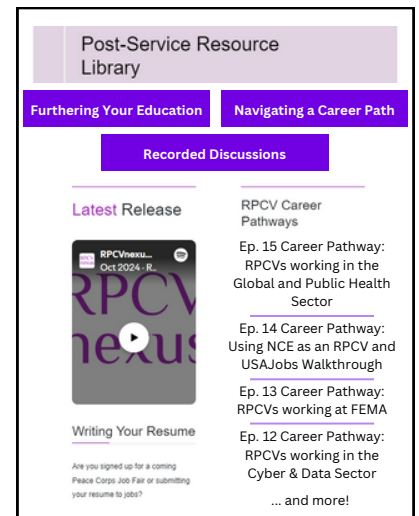 Post-Service Resource
Library
Furthering Your Education
Navigating a Career Path
Recorded Discussions
Latest Release
RPCVnexu...
Oct 2024 · R..
RPCV
nexus
Writing Your Resume
Are you signed up for a coming
Peace Corps Job Fair or submitting
your resume to jobs?
RPCV Career
Pathways
Ep. 15 Career Pathway:
RPCVs working in the
Global and Public Health
Sector
Ep. 14 Career Pathway:
Using NCE as an RPCV and
USAJobs Walkthrough
Ep. 13 Career Pathway:
RPCVs working at FEMA
Ep. 12 Career Pathway:
RPCVs working in the
Cyber & Data Sector
... and more!